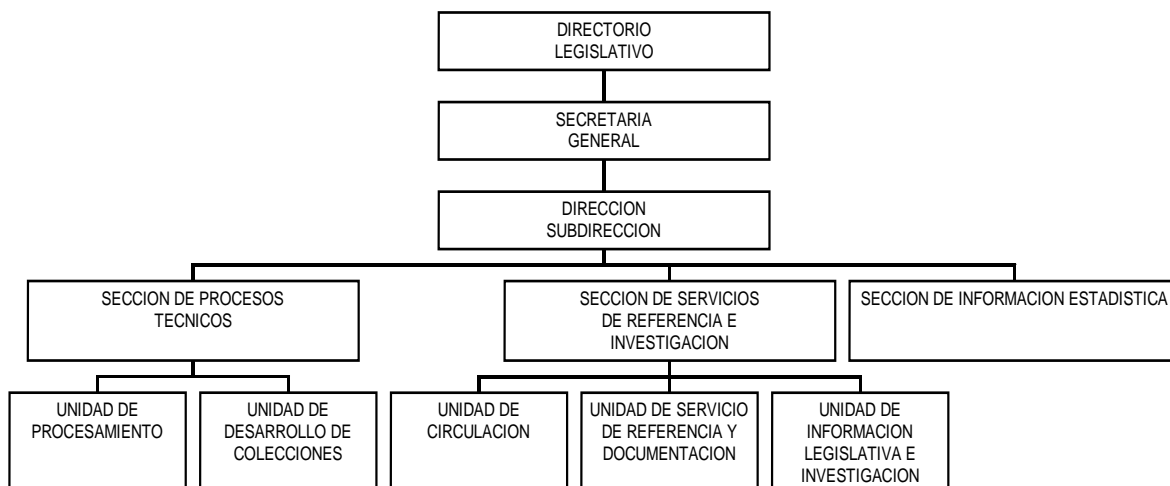 DIRECTORIO
LEGISLATIVO
SECRETARIA
GENERAL
DIRECCION
SUBDIRECCION
SECCION DE PROCESOS
TECNICOS
SECCION DE SERVICIOS
DE REFERENCIA E
INVESTIGACION
SECCION DE INFORMACION ESTADISTICA
UNIDAD DE
PROCESAMIENTO
UNIDAD DE
DESARROLLO DE
COLECCIONES
UNIDAD DE
CIRCULACION
UNIDAD DE SERVICIO
DE REFERENCIA Y
DOCUMENTACION
UNIDAD DE
INFORMACION
LEGISLATIVA E
INVESTIGACION